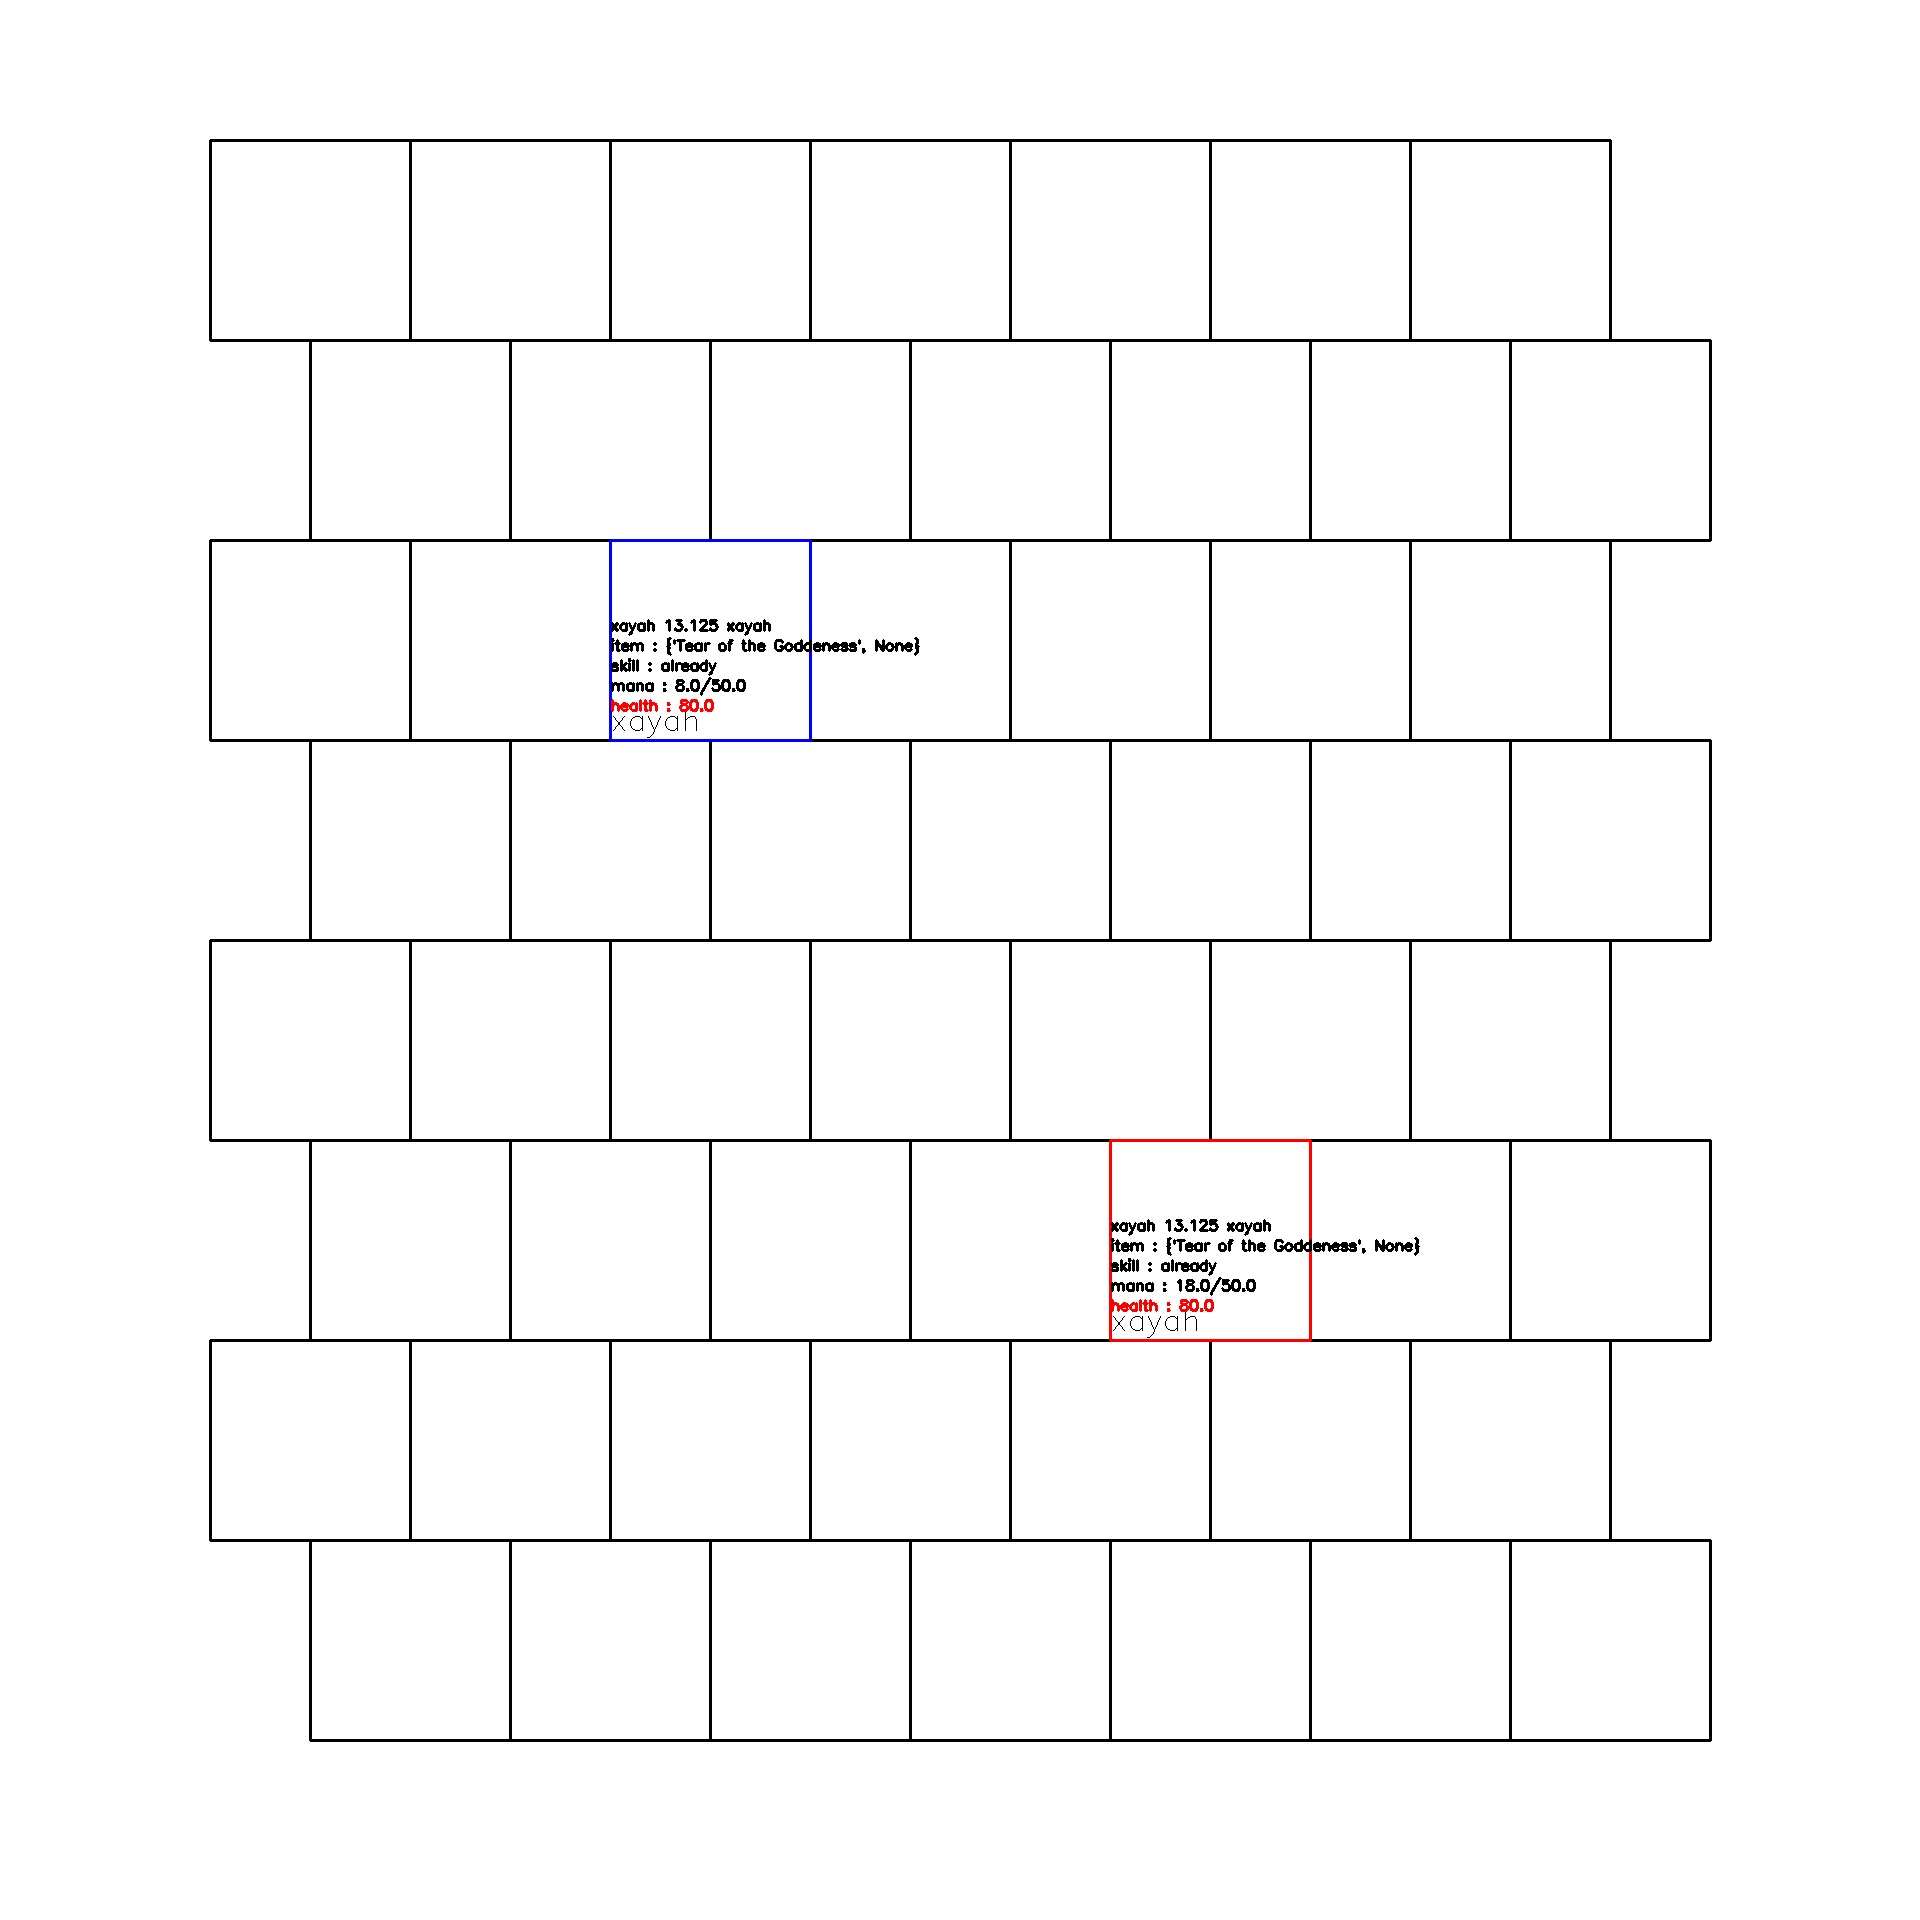 xayah 13.125 xayah
item : {'Tear of the Goddeness', None}
skill : already
mana : 8.0/50.0
health : 80.0
xayah
xayah 13.125 xayah
item : {'Tear of the Goddeness', None}
skill : already
mana : 18.0/50.0
health : 80.0
xayah